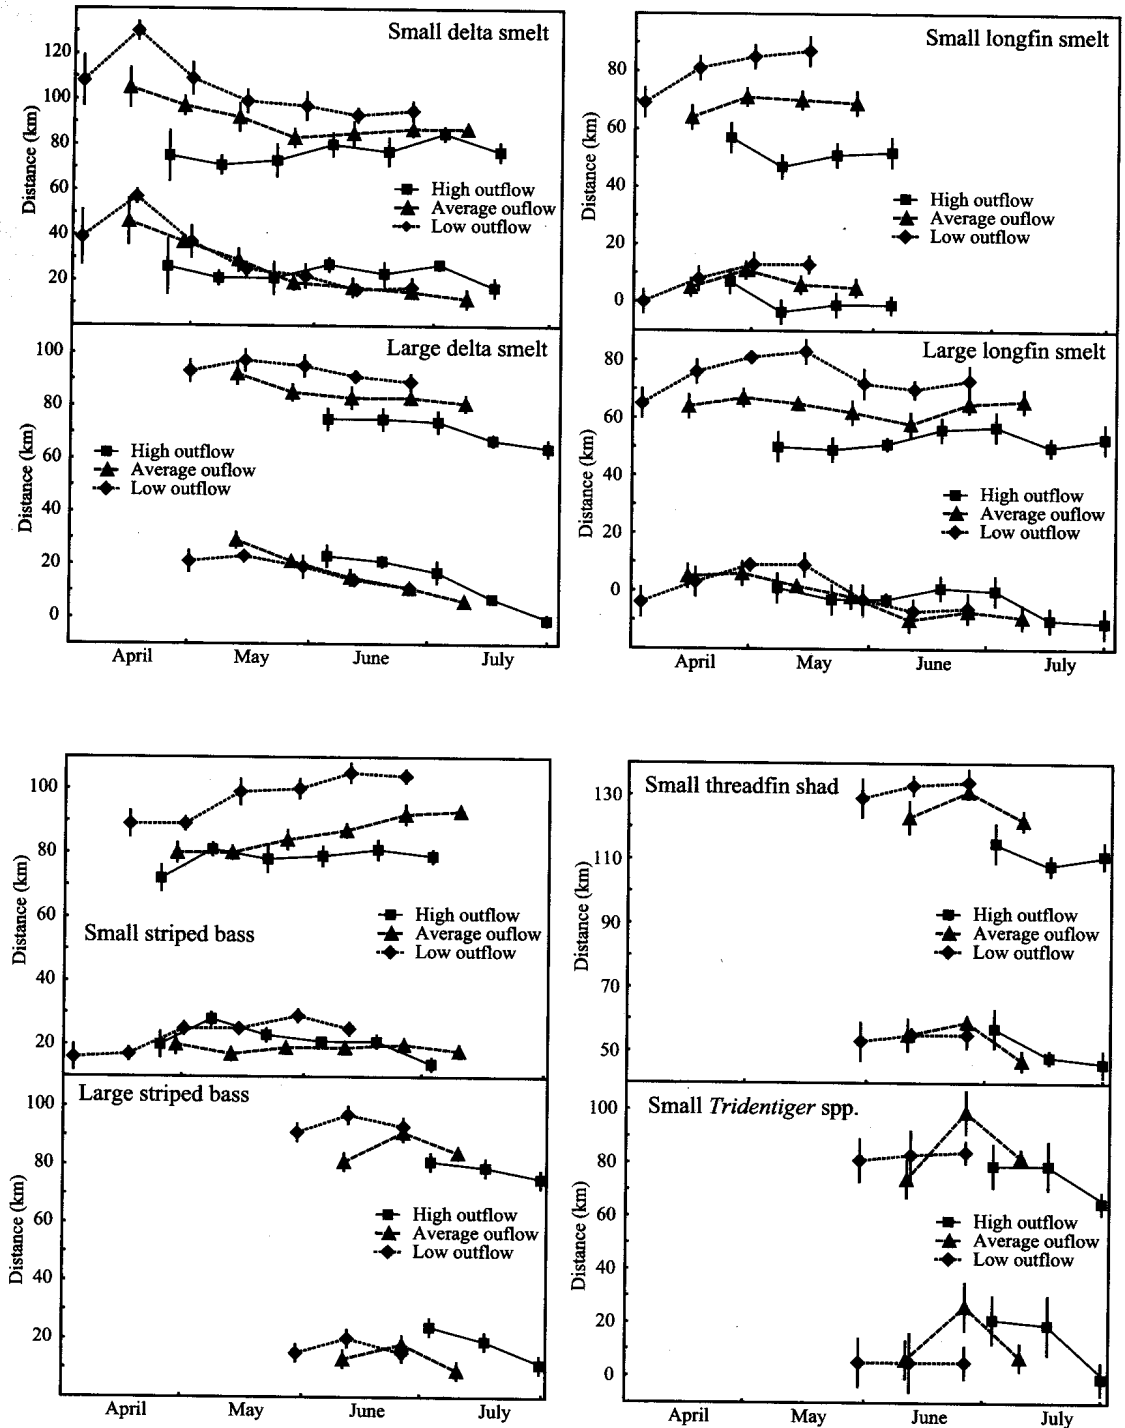 Small delta smelt
120
100
80
60
40
20
Distance (km)
High outflow
Average ouflow
Low outflow
Large delta smelt
100
80
60
40
20
0
Distance (km)
High outflow
Average ouflow
Low outflow
April May June July
Small longfin smelt
80
60
40
20
0
Distance (km)
High outflow
Average ouflow
Low outflow
Large longfin smelt
80
60
40
20
0
Distance (km)
High outflow
Average ouflow
Low outflow
April May June July
Small striped bass
100
80
60
40
20
Distance (km)
High outflow
Average ouflow
Low outflow
Large striped bass
100
80
60
40
20
Distance (km)
High outflow
Average ouflow
Low outflow
April May June July
Small threadfin shad
130
110
90
70
50
Distance (km)
High outflow
Average ouflow
Low outflow
Small Tridentiger spp.
100
80
60
40
20
0
Distance (km)
High outflow
Average ouflow
Low outflow
April May June July